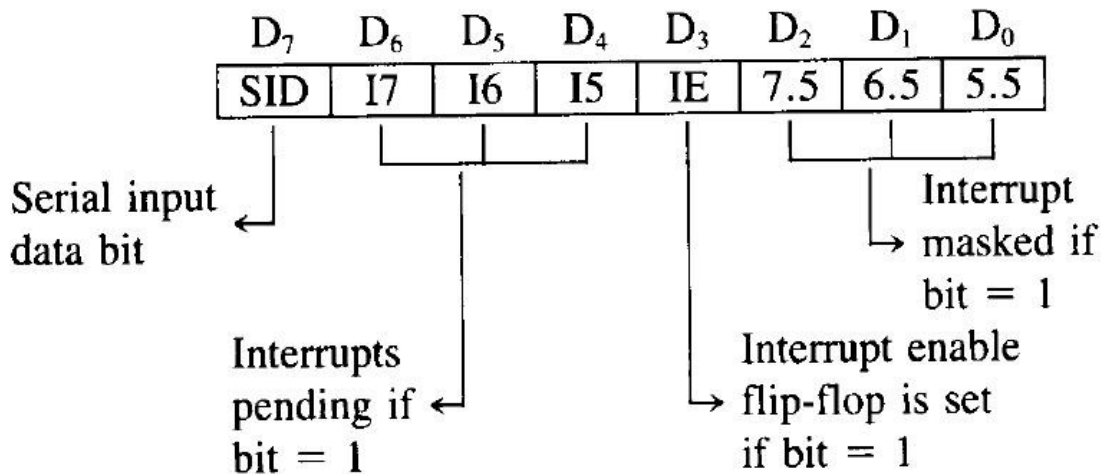 D₇ D₆ D₅ D₄ D₃ D₂ D₁ D₀
SID I7 I6 I5 IE 7.5 6.5 5.5
Serial input
data bit
Interrupt
masked if
bit = 1
Interrupts
pending if
bit = 1
Interrupt enable
flip-flop is set
if bit = 1